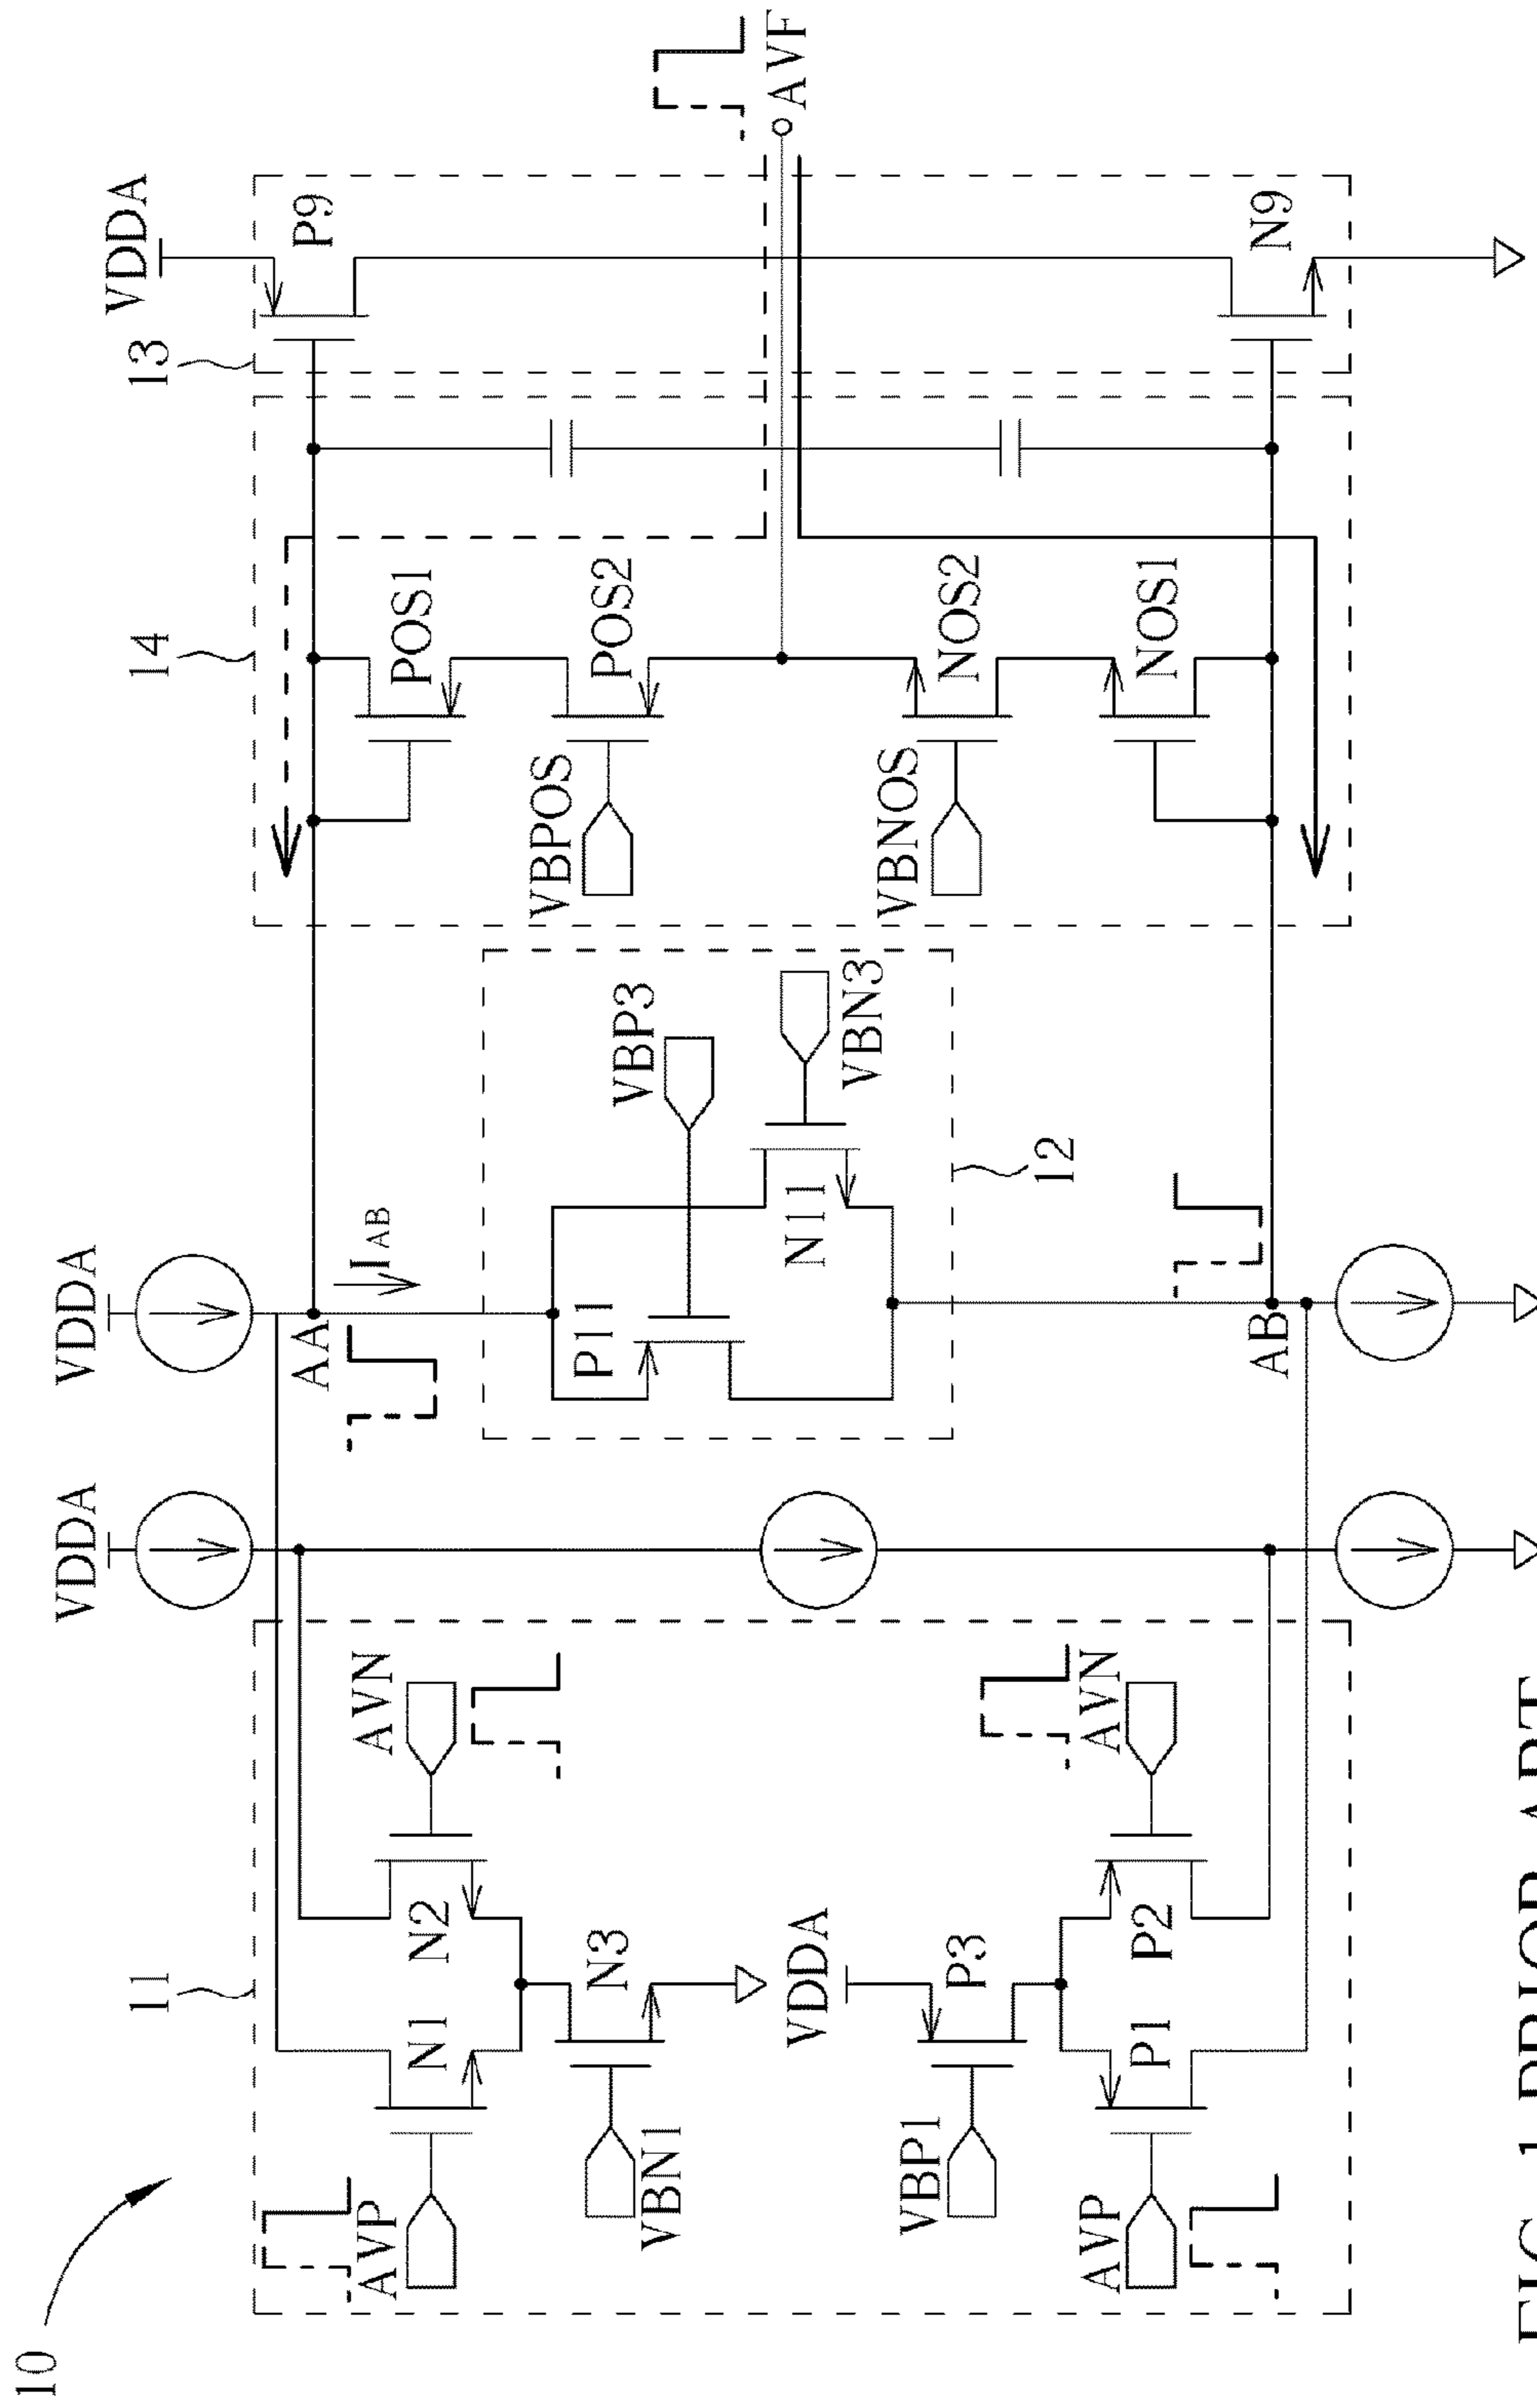 10
VDDA
VDDA
VDDA
11
14
13
AA
P9
AVP
AVN
IAB
N1
N2
POS1
VBPOS
N3
P11
POS2
VBP3
VBN1
VDDA
N11
AVF
VBN3
VBNOS
VBP1
P3
NOS2
12
AVP
AVN
P1
P2
NOS1
AB
N9
FIG. 1 PRIOR ART